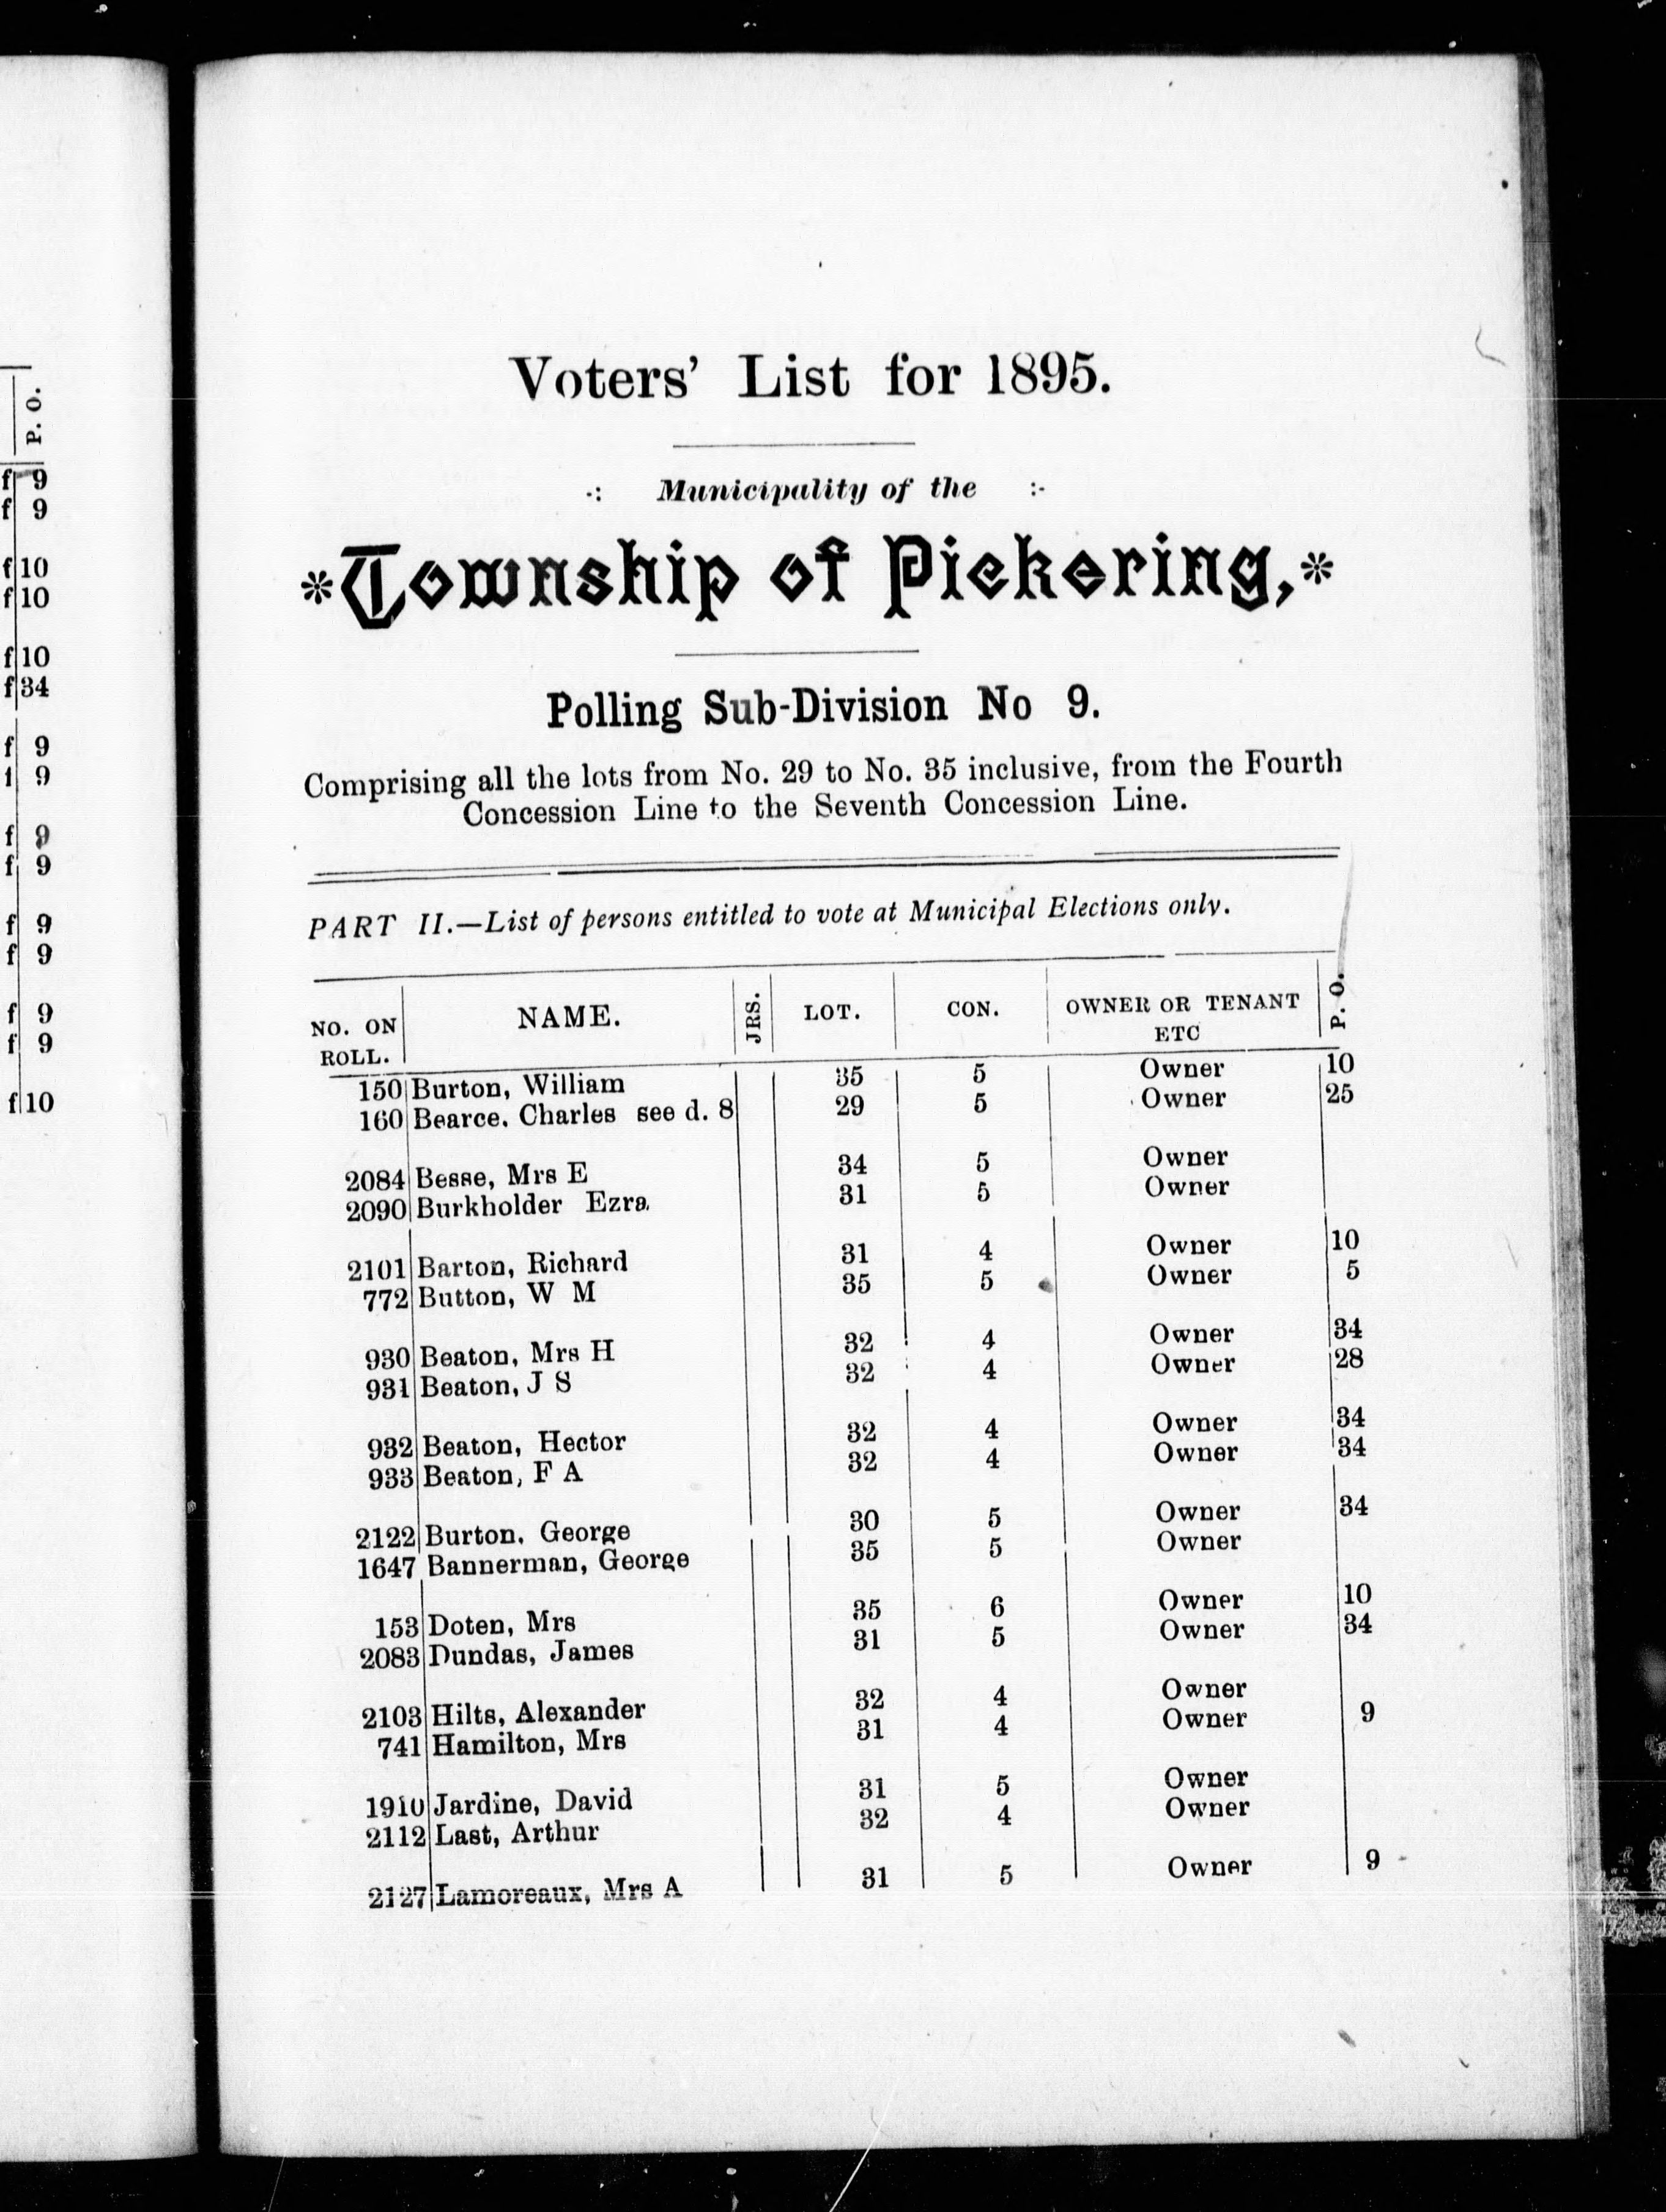 P. O.
f 9
f 9
f 10
f 10
f 10
f 34
f 9
1 9
f 9
f 9
f 9
f 9
f 9
f 9
f 10
Voters' List for 1895.
-: Municipality of the :-
*Township of Pickering,*
Polling Sub-Division No 9.
Comprising all the lots from No. 29 to No. 35 inclusive, from the Fourth
Concession Line to the Seventh Concession Line.
PART II.—List of persons entitled to vote at Municipal Elections only.
NO. ON ROLL. NAME. JRS. LOT. CON. OWNER OR TENANT ETC P. O.
150 Burton, William 35 5 Owner 10
160 Bearce. Charles see d. 8 29 5 Owner 25
2084 Besse, Mrs E 34 5 Owner
2090 Burkholder Ezra 31 5 Owner
2101 Barton, Richard 31 4 Owner 10
772 Button, W M 35 5 Owner 5
930 Beaton, Mrs H 32 4 Owner 34
931 Beaton, J S 32 4 Owner 28
932 Beaton, Hector 32 4 Owner 34
933 Beaton, F A 32 4 Owner 34
2122 Burton. George 30 5 Owner 34
1647 Bannerman, George 35 5 Owner
153 Doten, Mrs 35 6 Owner 10
2083 Dundas, James 31 5 Owner 34
2103 Hilts, Alexander 32 4 Owner
741 Hamilton, Mrs 31 4 Owner 9
1910 Jardine, David 31 5 Owner
2112 Last, Arthur 32 4 Owner
2127 Lamoreaux, Mrs A 31 5 Owner 9